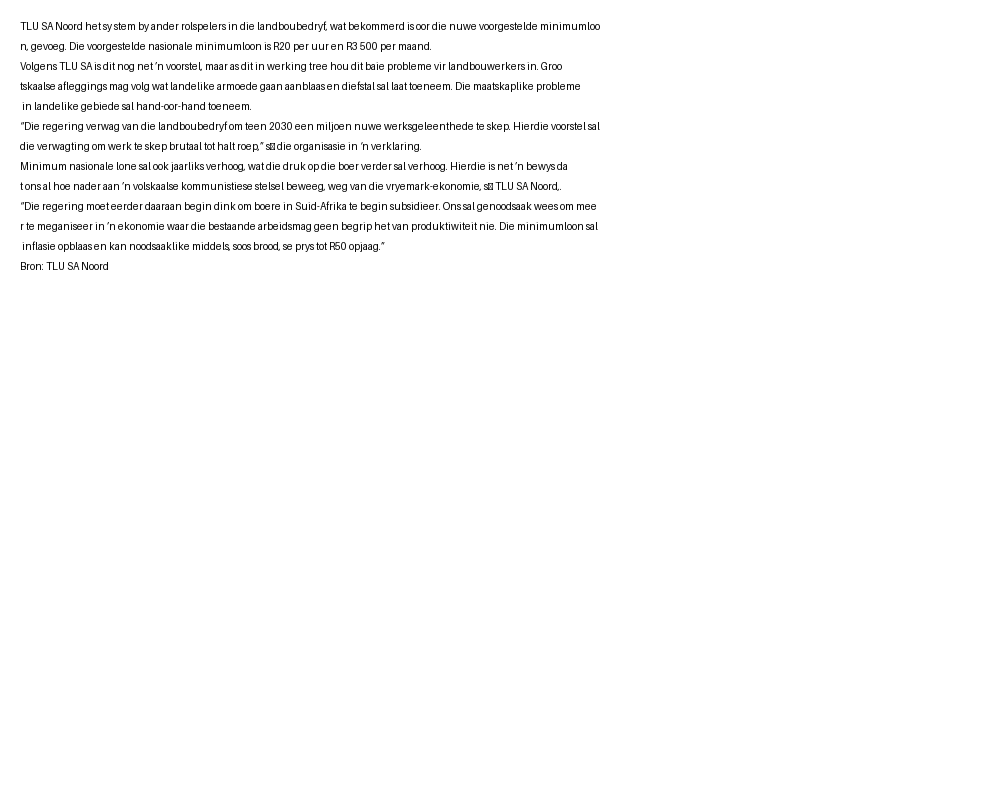 TLU SA Noord het sy stem by ander rolspelers in die landboubedryf, wat bekommerd is oor die nuwe voorgestelde minimumloo
n, gevoeg. Die voorgestelde nasionale minimumloon is R20 per uur en R3 500 per maand.
Volgens TLU SA is dit nog net ’n voorstel, maar as dit in werking tree hou dit baie probleme vir landbouwerkers in. Groo
tskaalse afleggings mag volg wat landelike armoede gaan aanblaas en diefstal sal laat toeneem. Die maatskaplike probleme
in landelike gebiede sal hand-oor-hand toeneem.
“Die regering verwag van die landboubedryf om teen 2030 een miljoen nuwe werksgeleenthede te skep. Hierdie voorstel sal
die verwagting om werk te skep brutaal tot halt roep,” s□ die organisasie in ‘n verklaring.
Minimum nasionale lone sal ook jaarliks verhoog, wat die druk op die boer verder sal verhoog. Hierdie is net ’n bewys da
t ons al hoe nader aan ’n volskaalse kommunistiese stelsel beweeg, weg van die vryemark-ekonomie, s□ TLU SA Noord,.
“Die regering moet eerder daaraan begin dink om boere in Suid-Afrika te begin subsidieer. Ons sal genoodsaak wees om mee
r te meganiseer in ’n ekonomie waar die bestaande arbeidsmag geen begrip het van produktiwiteit nie. Die minimumloon sal
inflasie opblaas en kan noodsaaklike middels, soos brood, se prys tot R50 opjaag.”
Bron: TLU SA Noord